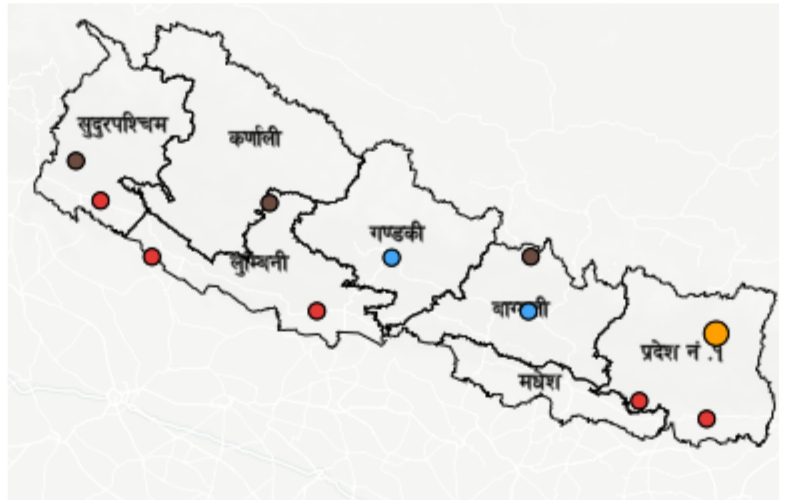 सुदुरपश्चिम
कर्णाली
गण्डकी
लुम्बिनी
प्रदेश नं .१
मधेश